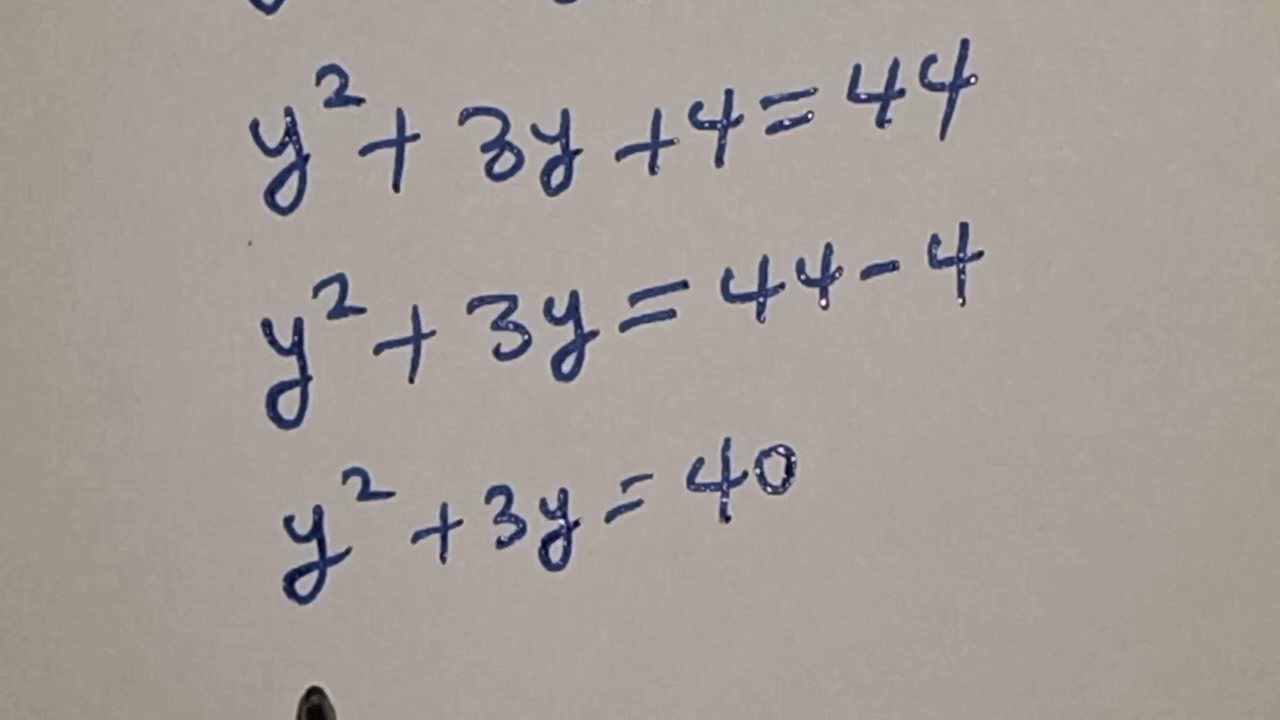 y² + 3y + 4 = 44
y² + 3y = 44 - 4
y² + 3y = 40